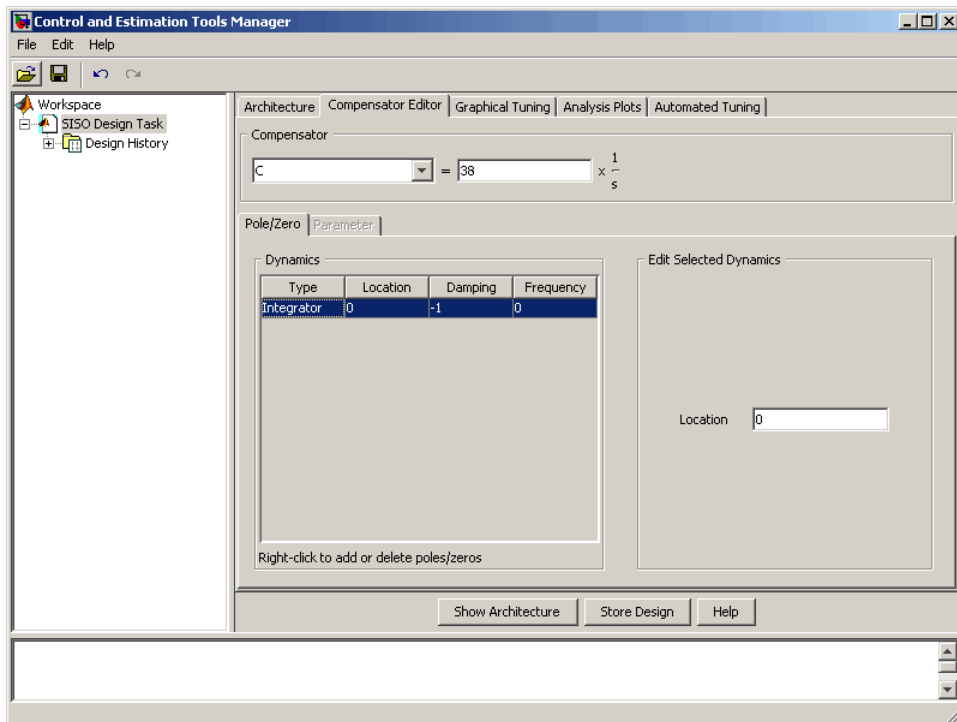 Control and Estimation Tools Manager
File Edit Help
Workspace
SISO Design Task
Design History
Architecture Compensator Editor Graphical Tuning Analysis Plots Automated Tuning
Compensator
C = 38 x 1
s
Pole/Zero Parameter
Dynamics
Type Location Damping Frequency
Integrator 0 -1 0
Right-click to add or delete poles/zeros
Edit Selected Dynamics
Location 0
Show Architecture Store Design Help